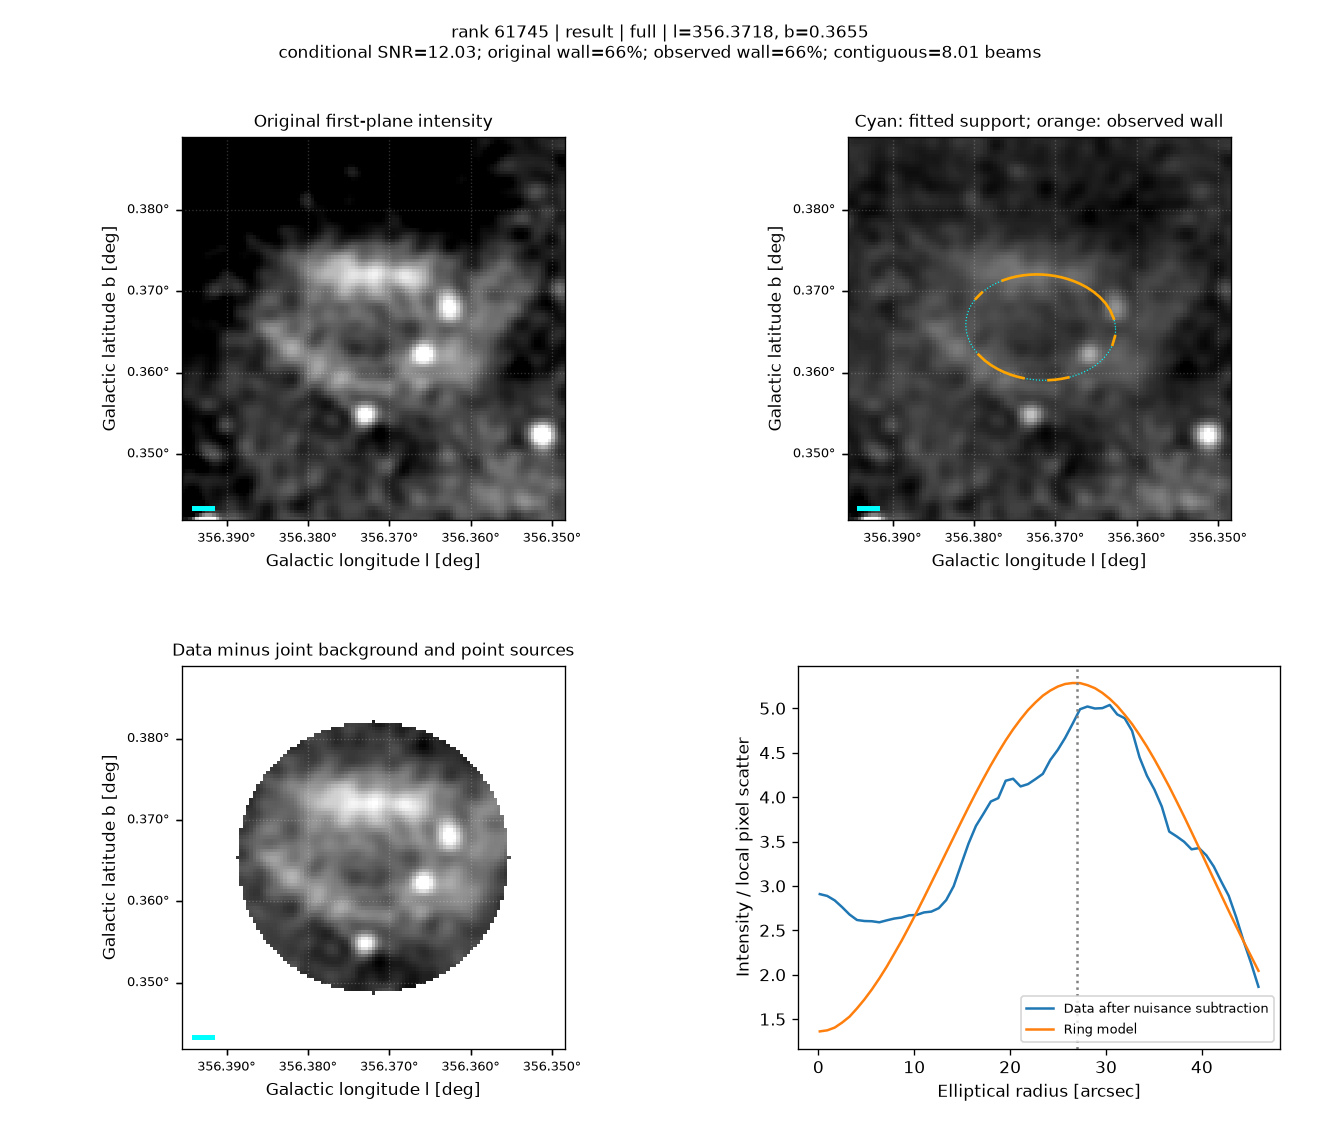 rank 61745 | result | full | l=356.3718, b=0.3655
conditional SNR=12.03; original wall=66%; observed wall=66%; contiguous=8.01 beams
Original first-plane intensity
0.380°
0.370°
0.360°
0.350°
Galactic latitude b [deg]
356.390° 356.380° 356.370° 356.360° 356.350°
Galactic longitude l [deg]
Cyan: fitted support; orange: observed wall
0.380°
0.370°
0.360°
0.350°
Galactic latitude b [deg]
356.390° 356.380° 356.370° 356.360° 356.350°
Galactic longitude l [deg]
Data minus joint background and point sources
0.380°
0.370°
0.360°
0.350°
Galactic latitude b [deg]
356.390° 356.380° 356.370° 356.360° 356.350°
Galactic longitude l [deg]
5.0
4.5
4.0
3.5
3.0
2.5
2.0
1.5
Intensity / local pixel scatter
Data after nuisance subtraction
Ring model
0 10 20 30 40
Elliptical radius [arcsec]